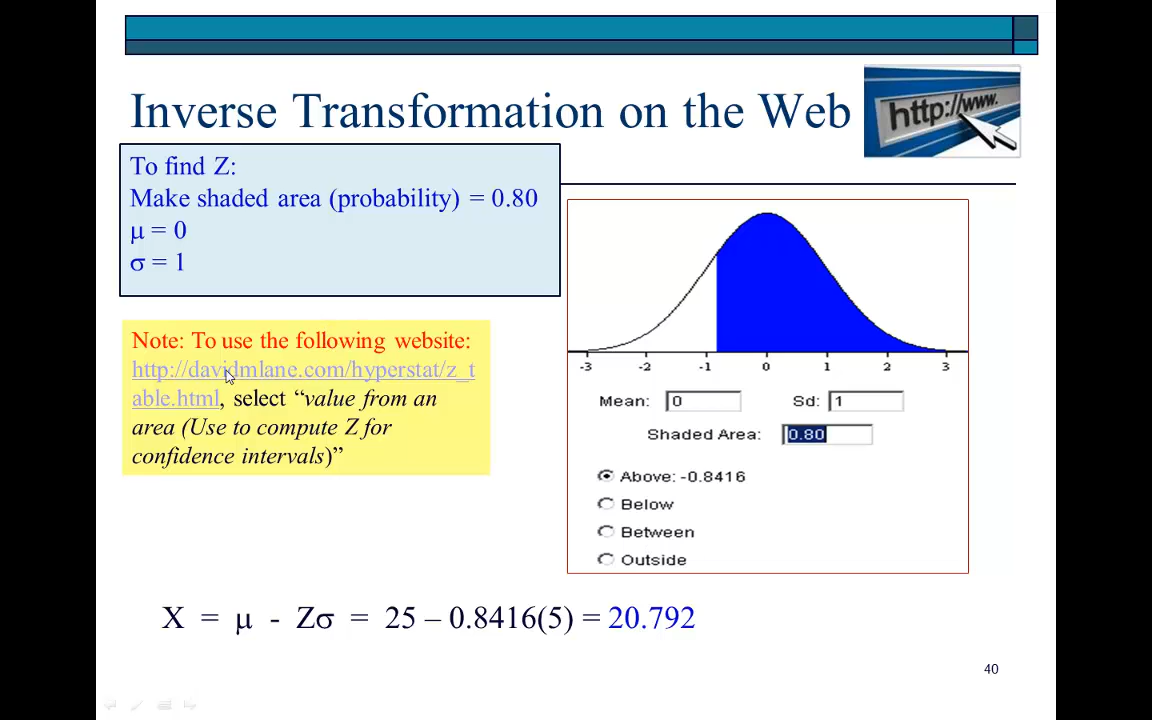 Inverse Transformation on the Web
http://www.
To find Z:
Make shaded area (probability) = 0.80
μ = 0
σ = 1
Note: To use the following website:
http://davidmlane.com/hyperstat/z_t
able.html, select “value from an
area (Use to compute Z for
confidence intervals)”
-3 -2 -1 0 1 2 3
Mean: 0 Sd: 1
Shaded Area: 0.80
Above: -0.8416
Below
Between
Outside
X = μ - Zσ = 25 – 0.8416(5) = 20.792
40